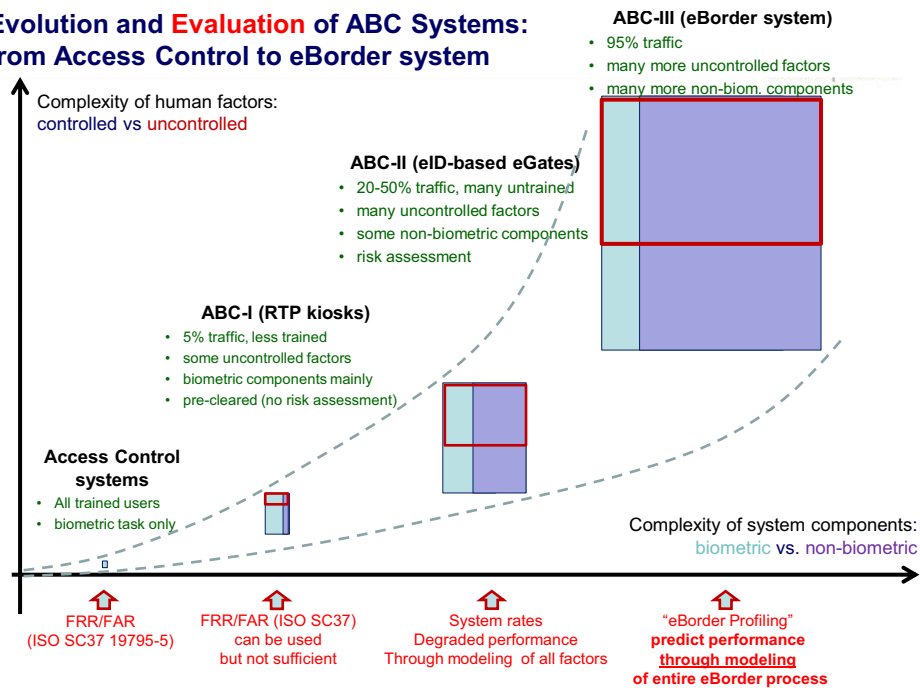 Evolution and Evaluation of ABC Systems:
from Access Control to eBorder system
ABC-III (eBorder system)
• 95% traffic
• many more uncontrolled factors
• many more non-biom. components
Complexity of human factors:
controlled vs uncontrolled
ABC-II (eID-based eGates)
• 20-50% traffic, many untrained
• many uncontrolled factors
• some non-biometric components
• risk assessment
ABC-I (RTP kiosks)
• 5% traffic, less trained
• some uncontrolled factors
• biometric components mainly
• pre-cleared (no risk assessment)
Access Control
systems
• All trained users
• biometric task only
Complexity of system components:
biometric vs. non-biometric
FRR/FAR
(ISO SC37 19795-5)
FRR/FAR (ISO SC37)
can be used
but not sufficient
System rates
Degraded performance
Through modeling of all factors
“eBorder Profiling”
predict performance
through modeling
of entire eBorder process